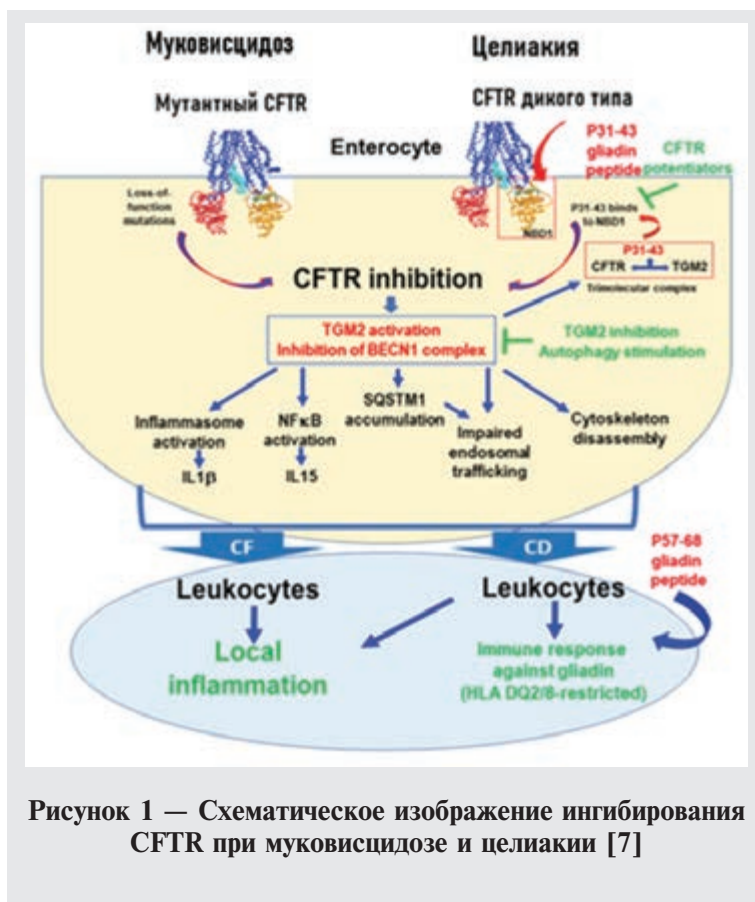 Муковисцидоз
Целиакия
Мутантный CFTR
CFTR дикого типа
Enterocyte
P31-43
gliadin
peptide
CFTR
potentiators
Loss-of-
function
mutations
NBD1
P31-43 binds
to NBD1
P31-43
CFTR
TGM2
Trimolecular complex
CFTR inhibition
TGM2 activation
Inhibition of BECN1 complex
TGM2 inhibition
Autophagy stimulation
Inflammasome
activation
IL1β
NFκB
activation
IL15
SQSTM1
accumulation
Impaired
endosomal
trafficking
Cytoskeleton
disassembly
CF
CD
P57-68
gliadin
peptide
Leukocytes
Leukocytes
Local
inflammation
Immune response
against gliadin
(HLA DQ2/8-restricted)
Рисунок 1 — Схематическое изображение ингибирования
CFTR при муковисцидозе и целиакии [7]